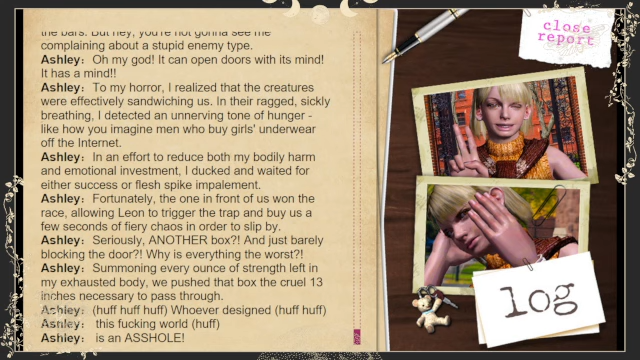 the bars. But hey, you're not gonna see me
complaining about a stupid enemy type.
Ashley: Oh my god! It can open doors with its mind!
It has a mind!!
Ashley: To my horror, I realized that the creatures
were effectively sandwiching us. In their ragged, sickly
breathing, I detected an unnerving tone of hunger -
like how you imagine men who buy girls' underwear
off the Internet.
Ashley: In an effort to reduce both my bodily harm
and emotional investment, I ducked and waited for
either success or flesh spike impalement.
Ashley: Fortunately, the one in front of us won the
race, allowing Leon to trigger the trap and buy us a
few seconds of fiery chaos in order to slip by.
Ashley: Seriously, ANOTHER box?! And just barely
blocking the door?! Why is everything the worst?!
Ashley: Summoning every ounce of strength left in
my exhausted body, we pushed that box the cruel 13
inches necessary to pass through.
Ashley: (huff huff huff) Whoever designed (huff huff)
Ashley: this fucking world (huff)
Ashley: is an ASSHOLE!
close
report
log